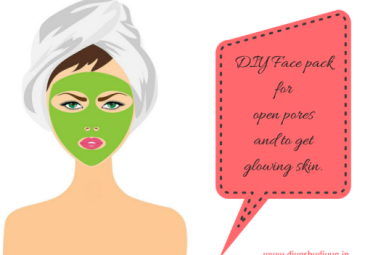 DIY Face pack
for
open pores
and to get
glowing skin.